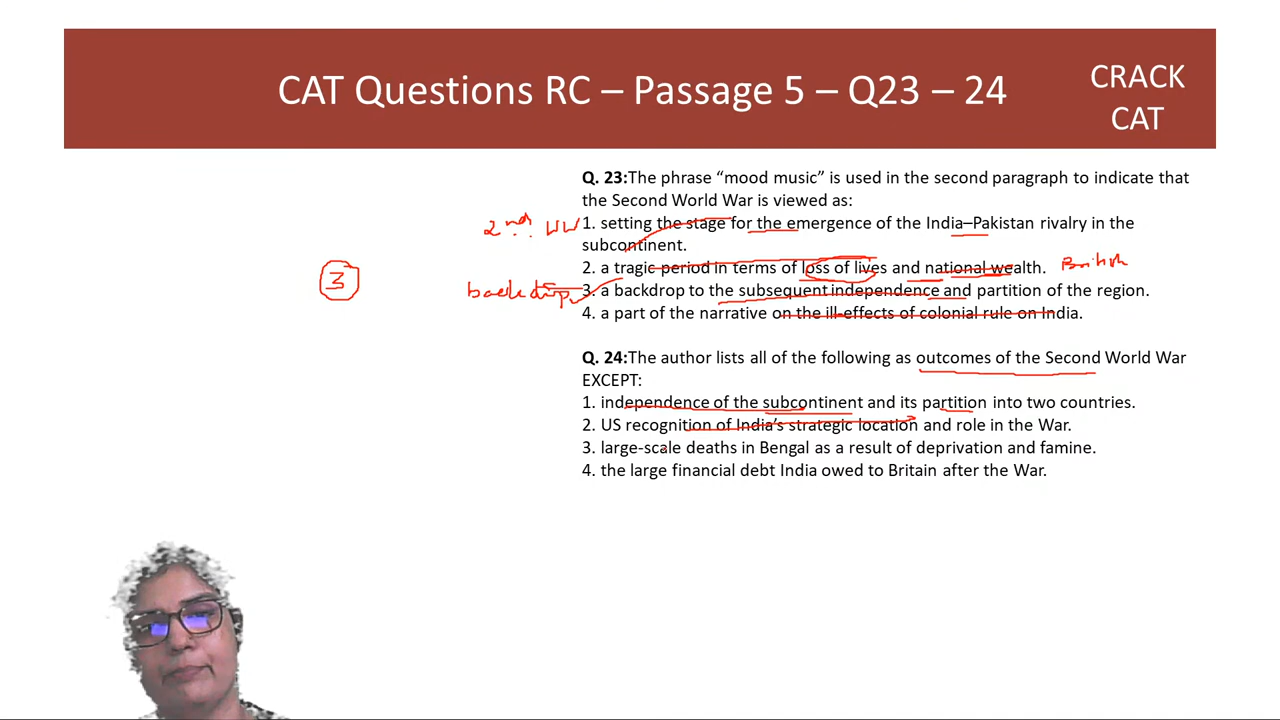 CAT Questions RC – Passage 5 – Q23 – 24
CRACK
CAT
Q. 23:The phrase “mood music” is used in the second paragraph to indicate that
the Second World War is viewed as:
1. setting the stage for the emergence of the India–Pakistan rivalry in the
subcontinent.
2. a tragic period in terms of loss of lives and national wealth.
3. a backdrop to the subsequent independence and partition of the region.
4. a part of the narrative on the ill-effects of colonial rule on India.
2nd WW
British
backdrop
3
Q. 24:The author lists all of the following as outcomes of the Second World War
EXCEPT:
1. independence of the subcontinent and its partition into two countries.
2. US recognition of India’s strategic location and role in the War.
3. large-scale deaths in Bengal as a result of deprivation and famine.
4. the large financial debt India owed to Britain after the War.